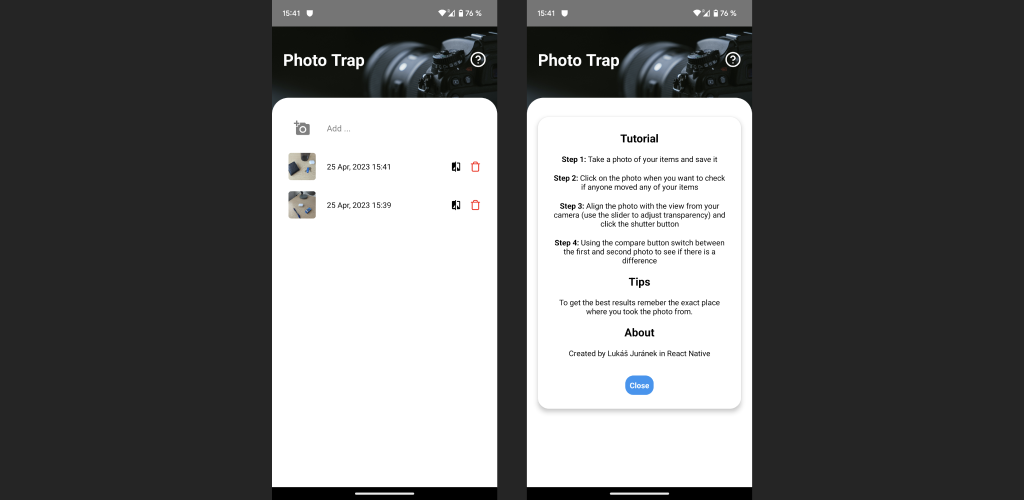 15:41
76 %
Photo Trap
Add ...
25 Apr, 2023 15:41
25 Apr, 2023 15:39
15:41
76 %
Photo Trap
Tutorial
Step 1: Take a photo of your items and save it
Step 2: Click on the photo when you want to check
if anyone moved any of your items
Step 3: Align the photo with the view from your
camera (use the slider to adjust transparency) and
click the shutter button
Step 4: Using the compare button switch between
the first and second photo to see if there is a
difference
Tips
To get the best results remeber the exact place
where you took the photo from.
About
Created by Lukáš Juránek in React Native
Close